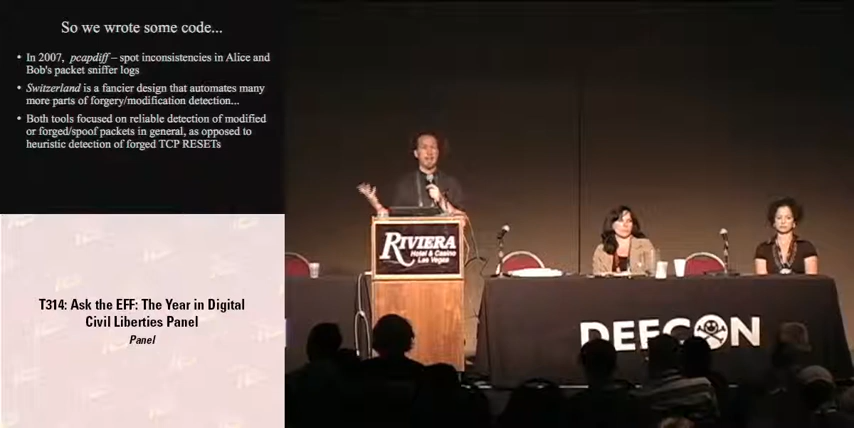 So we wrote some code...
• In 2007, pcapdiff – spot inconsistencies in Alice and
Bob's packet sniffer logs
• Switzerland is a fancier design that automates many
more parts of forgery/modification detection...
• Both tools focused on reliable detection of modified
or forged/spoof packets in general, as opposed to
heuristic detection of forged TCP RESETs
T314: Ask the EFF: The Year in Digital
Civil Liberties Panel
Panel
RIVIERA
Hotel & Casino
Las Vegas
DEFCON